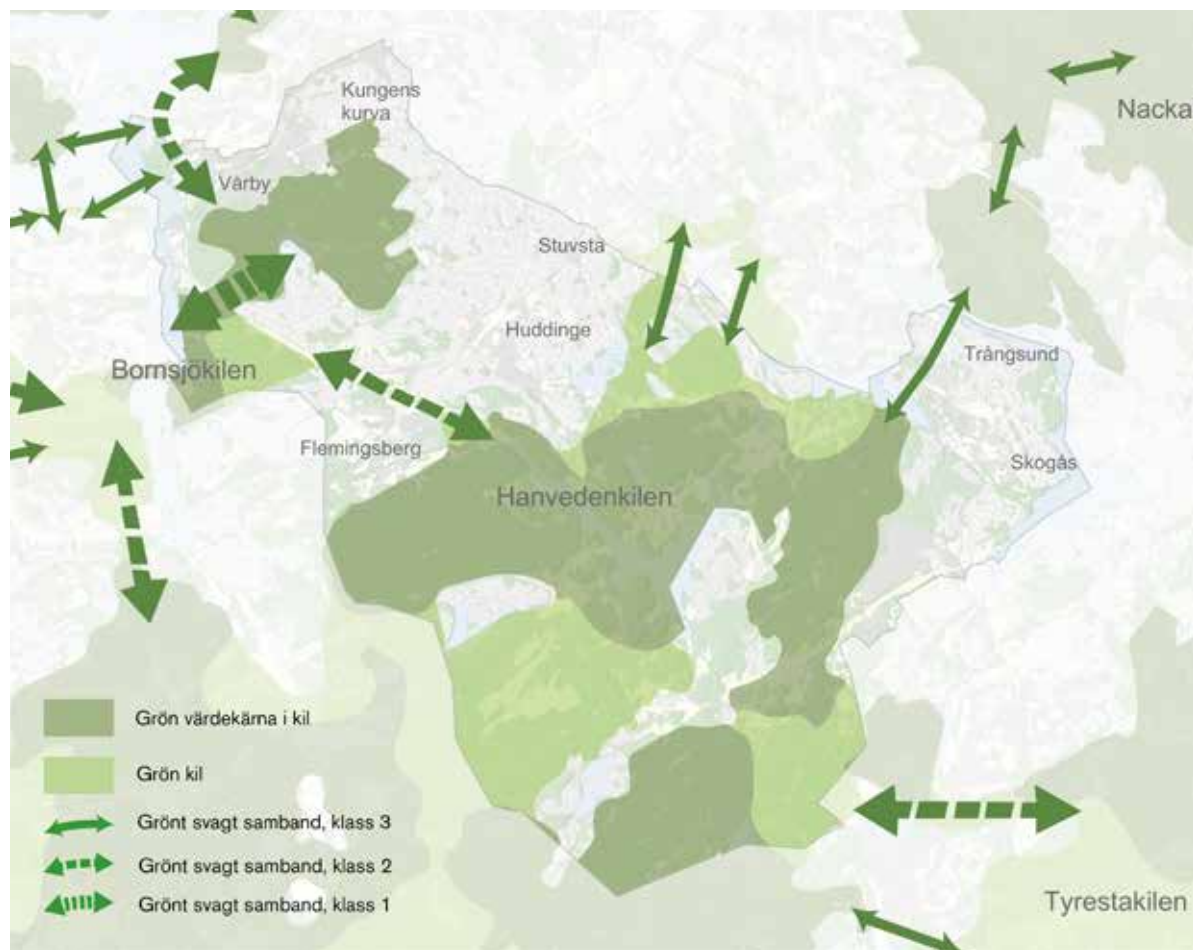 Kungens
kurva
Nacka
Vårby
Stuvsta
Huddinge
Trångsund
Bornsjökilen
Flemingsberg
Skogås
Hanvedenkilen
Grön värdekärna i kil
Grön kil
Grönt svagt samband, klass 3
Grönt svagt samband, klass 2
Grönt svagt samband, klass 1
Tyrestakilen